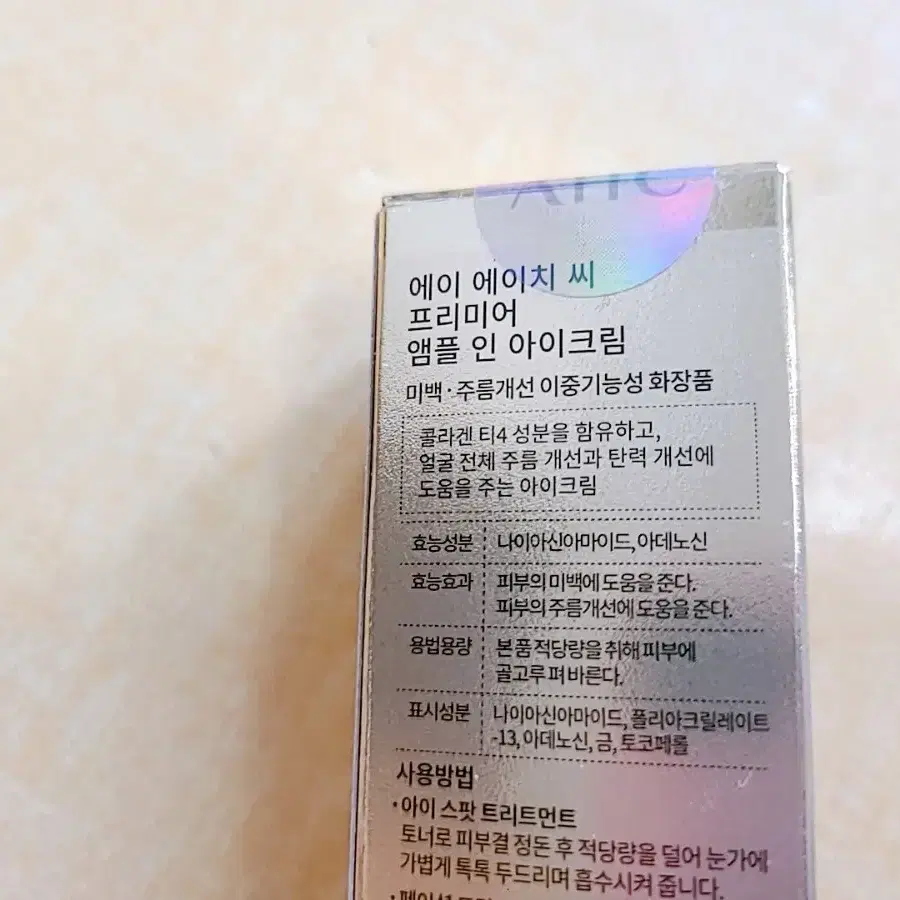 AHC
에이 에이치 씨
프리미어
앰플 인 아이크림
미백·주름개선 이중기능성 화장품
콜라겐 티4 성분을 함유하고,
얼굴 전체 주름 개선과 탄력 개선에
도움을 주는 아이크림
효능성분 나이아신아마이드, 아데노신
효능효과 피부의 미백에 도움을 준다.
피부의 주름개선에 도움을 준다.
용법용량 본품 적당량을 취해 피부에
골고루 펴 바른다.
표시성분 나이아신아마이드, 폴리아크릴레이트
-13, 아데노신, 금, 토코페롤
사용방법
·아이 스팟 트리트먼트
토너로 피부결 정돈 후 적당량을 덜어 눈가에
가볍게 톡톡 두드리며 흡수시켜 줍니다.